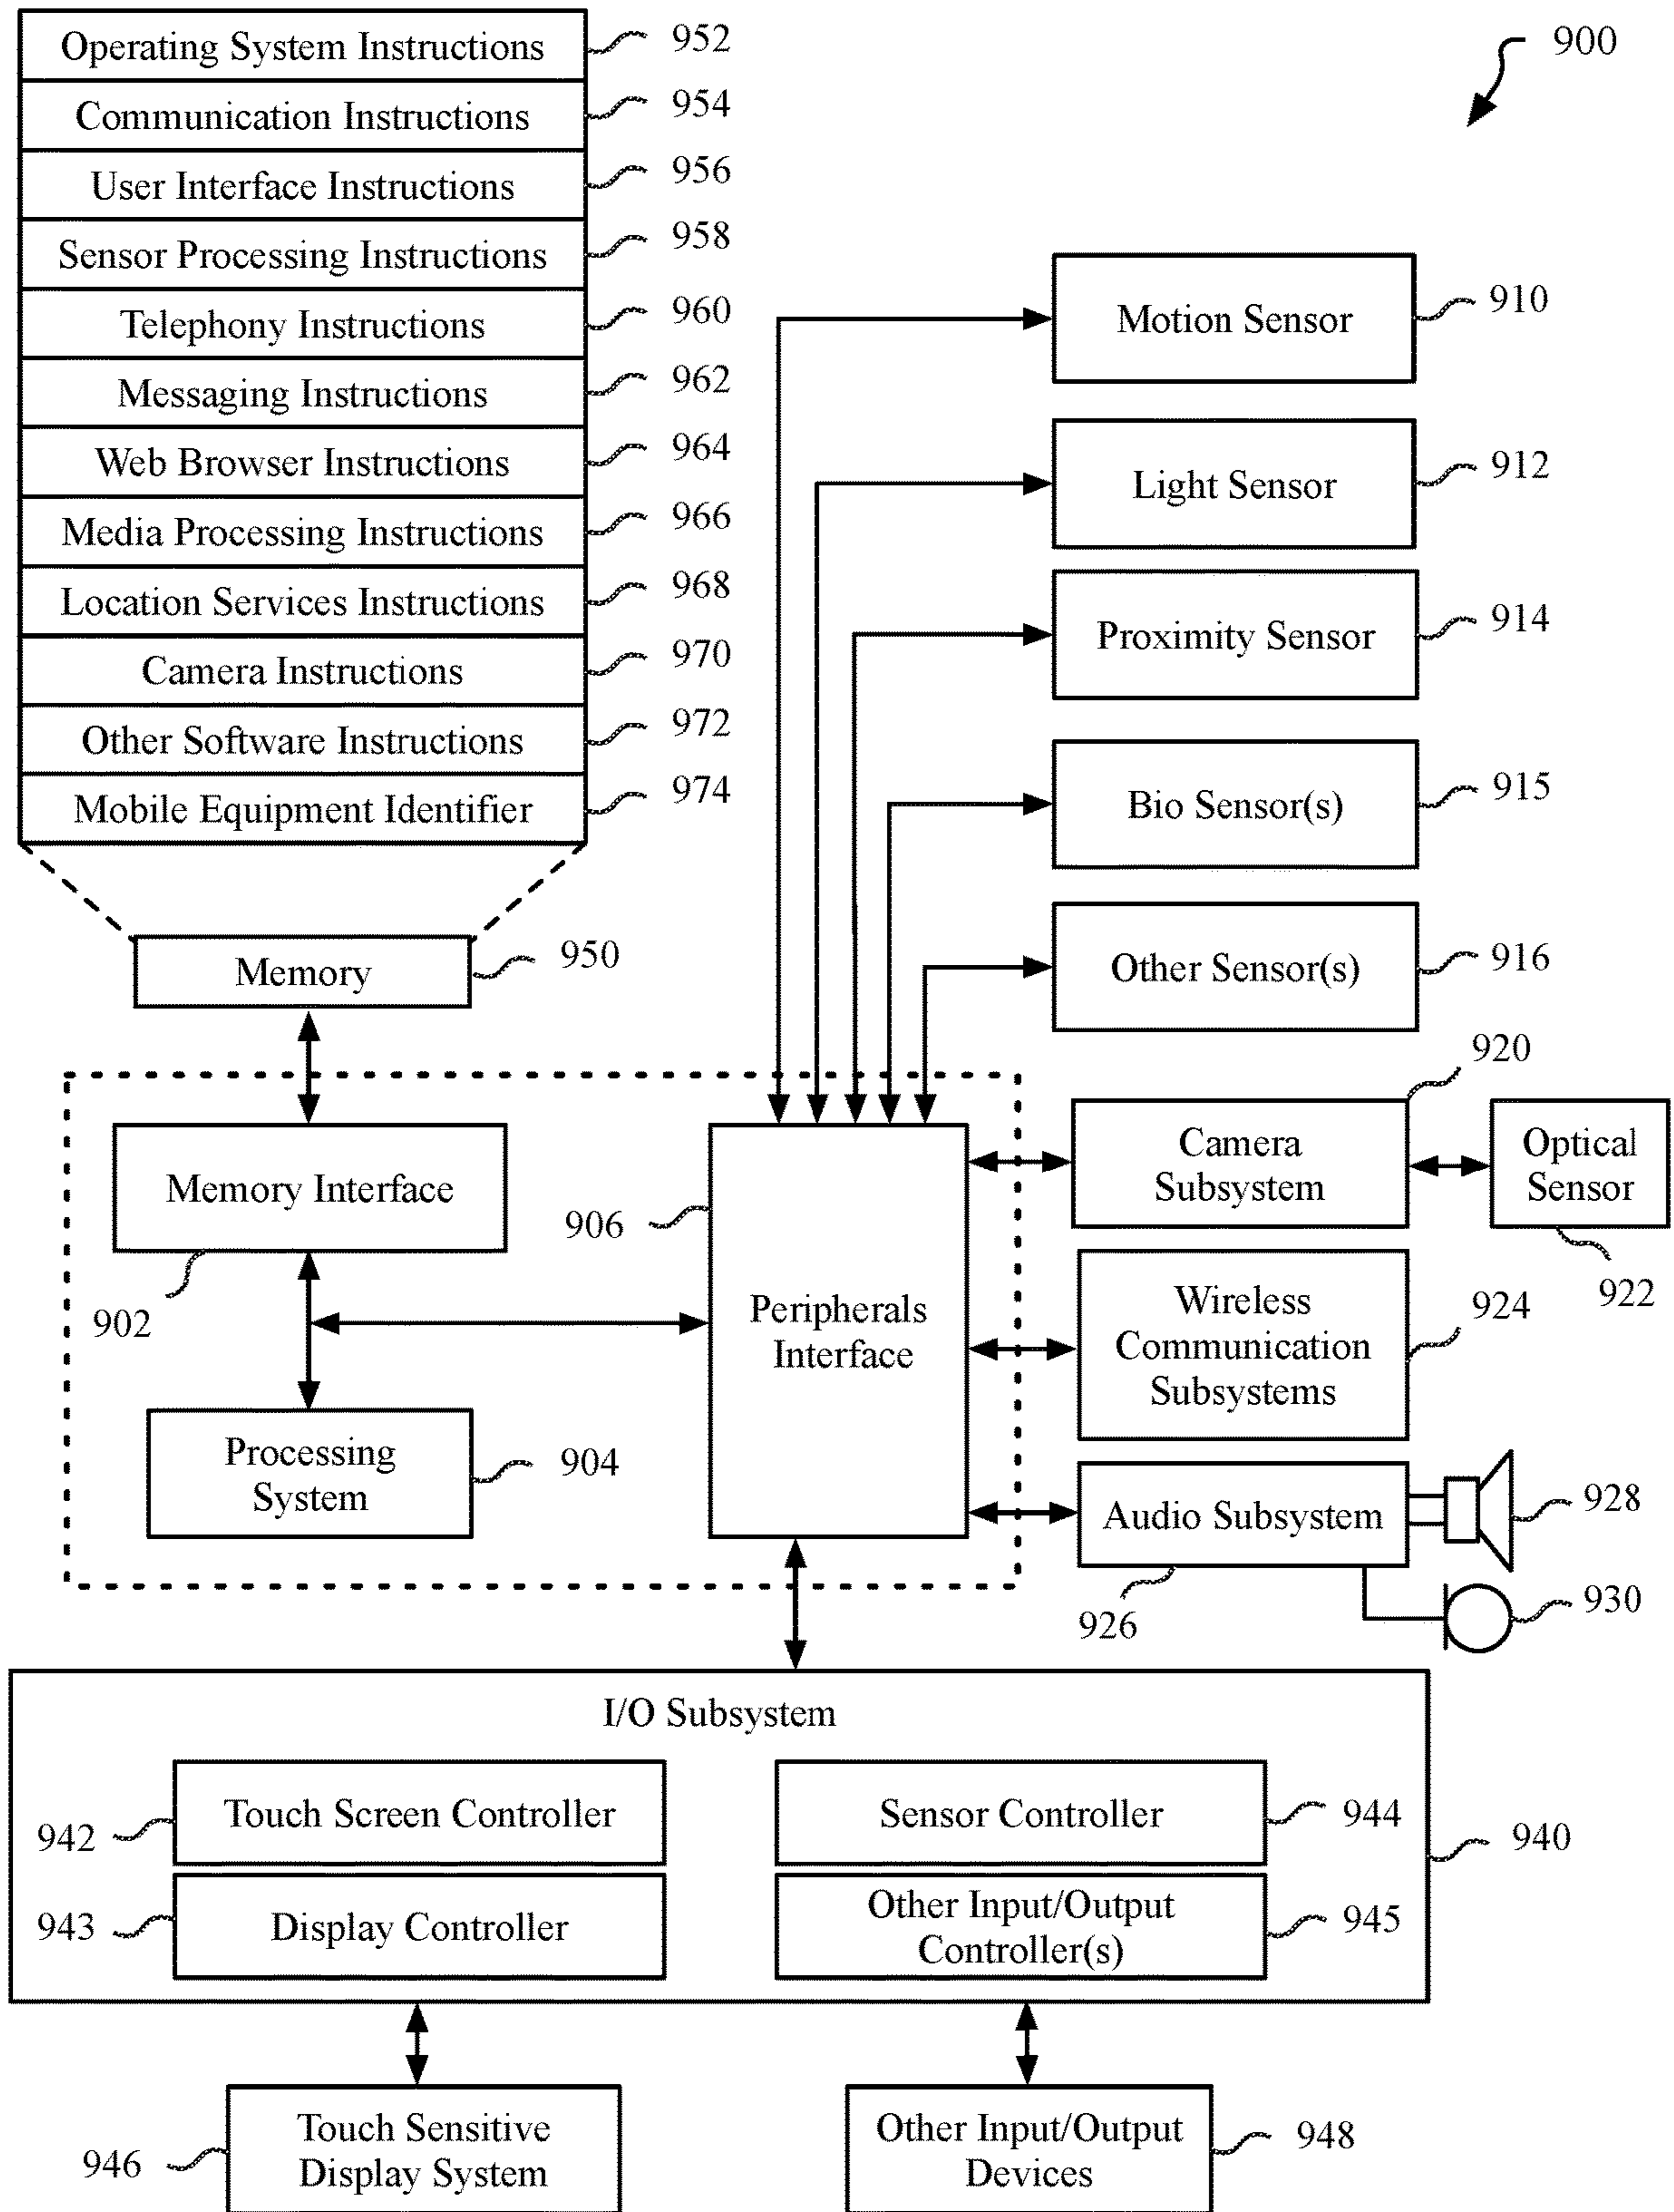 900
Operating System Instructions 952
Communication Instructions 954
User Interface Instructions 956
Sensor Processing Instructions 958
Telephony Instructions 960
Messaging Instructions 962
Web Browser Instructions 964
Media Processing Instructions 966
Location Services Instructions 968
Camera Instructions 970
Other Software Instructions 972
Mobile Equipment Identifier 974
Memory 950
Motion Sensor 910
Light Sensor 912
Proximity Sensor 914
Bio Sensor(s) 915
Other Sensor(s) 916
Memory Interface
902
Processing
System
904
906
Peripherals
Interface
920
Camera
Subsystem
Optical
Sensor
922
Wireless
Communication
Subsystems
924
Audio Subsystem
926
928
930
I/O Subsystem
940
942 Touch Screen Controller
Sensor Controller 944
943 Display Controller
Other Input/Output
Controller(s)
945
Touch Sensitive
Display System
946
Other Input/Output
Devices
948